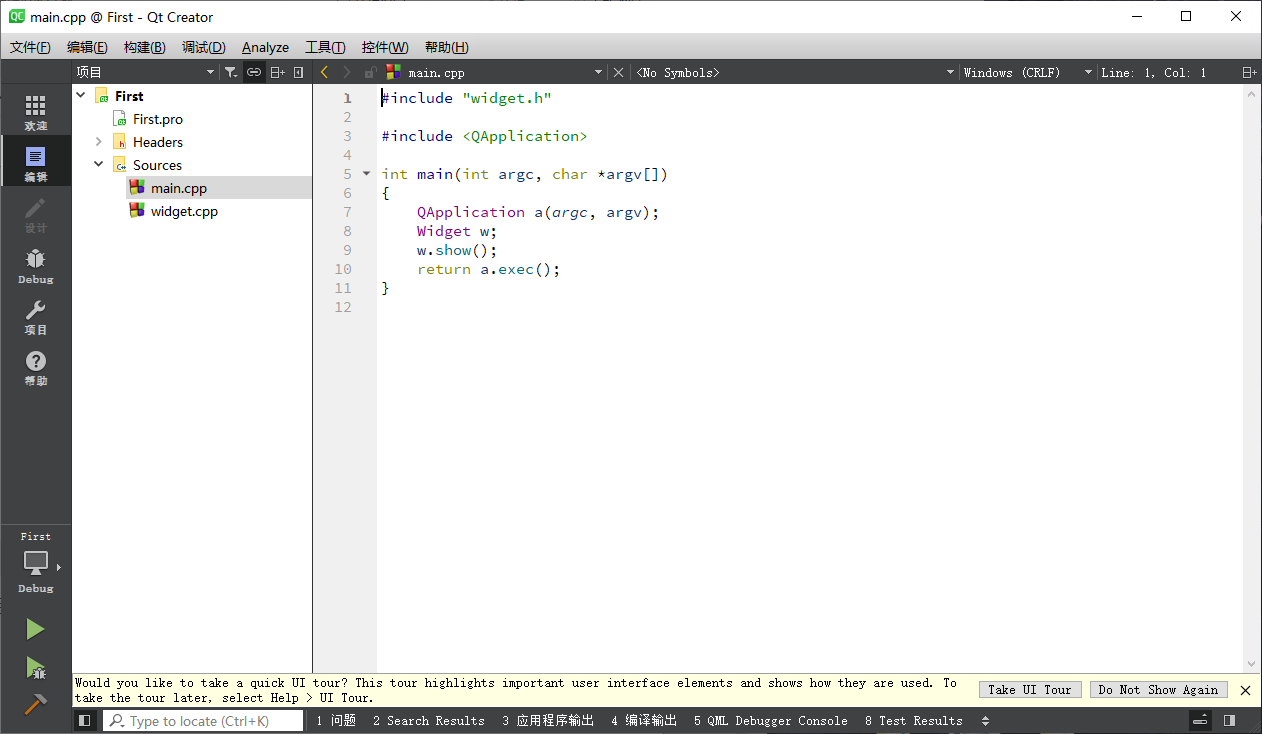 main.cpp @ First - Qt Creator
文件(F) 编辑(E) 构建(B) 调试(D) Analyze 工具(T) 控件(W) 帮助(H)
项目
main.cpp
<No Symbols>
Windows (CRLF)
Line: 1, Col: 1
欢迎
编辑
设计
Debug
项目
帮助
First
Debug
First
First.pro
Headers
Sources
main.cpp
widget.cpp
1 #include "widget.h"
2
3 #include <QApplication>
4
5 int main(int argc, char *argv[])
6 {
7     QApplication a(argc, argv);
8     Widget w;
9     w.show();
10     return a.exec();
11 }
12
Would you like to take a quick UI tour? This tour highlights important user interface elements and shows how they are used. To
take the tour later, select Help > UI Tour.
Take UI Tour
Do Not Show Again
Type to locate (Ctrl+K)
1 问题 2 Search Results 3 应用程序输出 4 编译输出 5 QML Debugger Console 8 Test Results